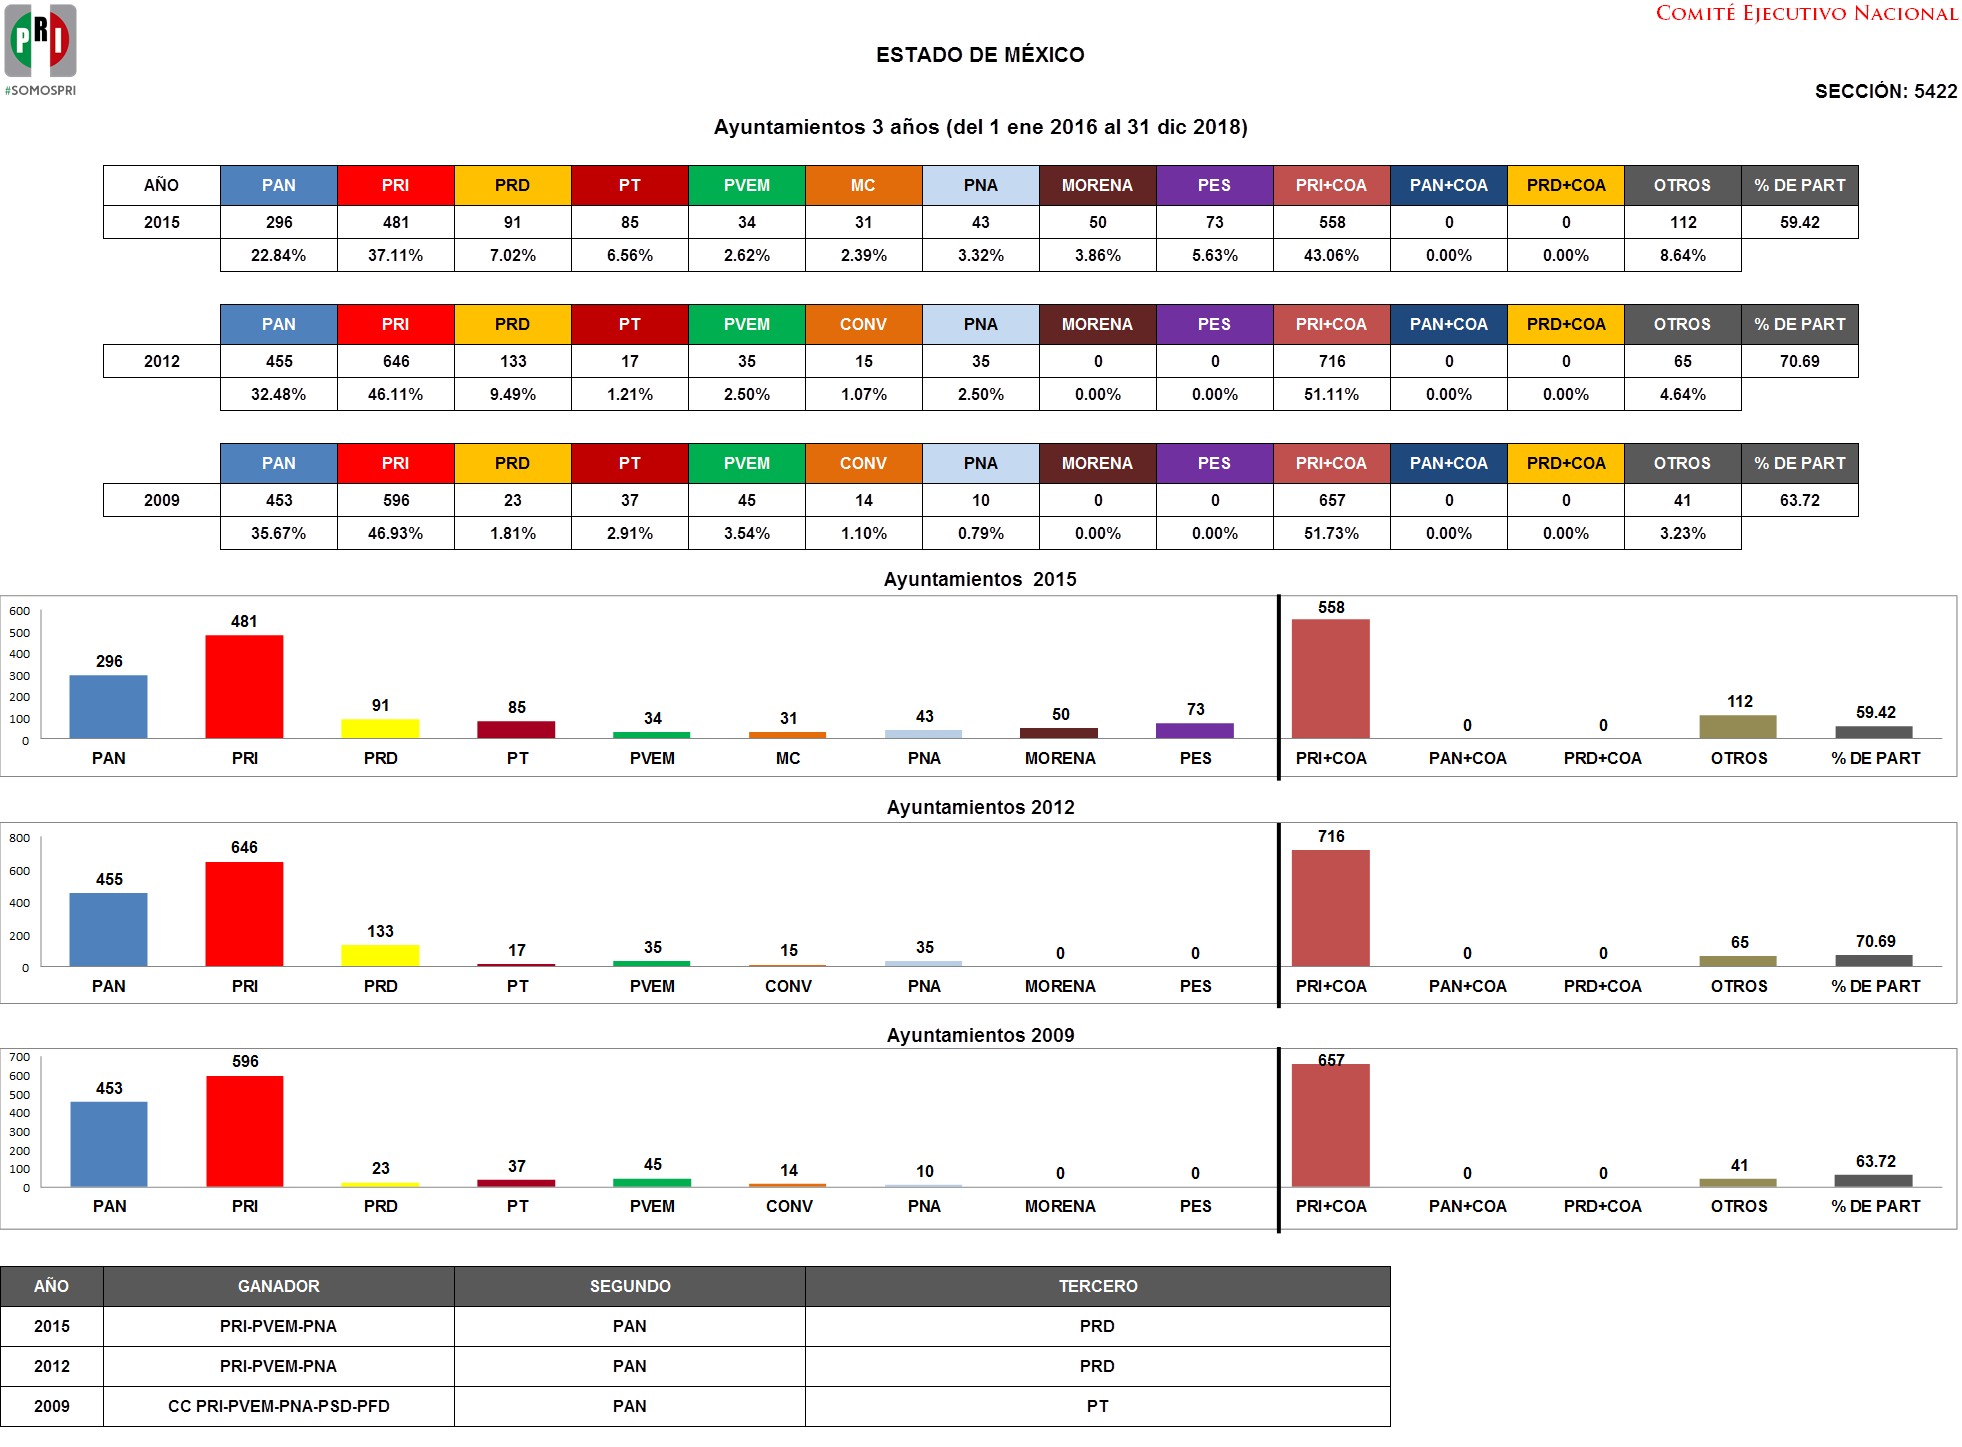 PRI
#SOMOSPRI
COMITÉ EJECUTIVO NACIONAL
ESTADO DE MÉXICO
SECCIÓN: 5422
Ayuntamientos 3 años (del 1 ene 2016 al 31 dic 2018)
AÑO PAN PRI PRD PT PVEM MC PNA MORENA PES PRI+COA PAN+COA PRD+COA OTROS % DE PART
2015 296 481 91 85 34 31 43 50 73 558 0 0 112 59.42
22.84% 37.11% 7.02% 6.56% 2.62% 2.39% 3.32% 3.86% 5.63% 43.06% 0.00% 0.00% 8.64%
PAN PRI PRD PT PVEM CONV PNA MORENA PES PRI+COA PAN+COA PRD+COA OTROS % DE PART
2012 455 646 133 17 35 15 35 0 0 716 0 0 65 70.69
32.48% 46.11% 9.49% 1.21% 2.50% 1.07% 2.50% 0.00% 0.00% 51.11% 0.00% 0.00% 4.64%
PAN PRI PRD PT PVEM CONV PNA MORENA PES PRI+COA PAN+COA PRD+COA OTROS % DE PART
2009 453 596 23 37 45 14 10 0 0 657 0 0 41 63.72
35.67% 46.93% 1.81% 2.91% 3.54% 1.10% 0.79% 0.00% 0.00% 51.73% 0.00% 0.00% 3.23%
Ayuntamientos 2015
600
500
400
300
200
100
0
296 481 91 85 34 31 43 50 73 558 0 0 112 59.42
PAN PRI PRD PT PVEM MC PNA MORENA PES PRI+COA PAN+COA PRD+COA OTROS % DE PART
Ayuntamientos 2012
800
600
400
200
0
455 646 133 17 35 15 35 0 0 716 0 0 65 70.69
PAN PRI PRD PT PVEM CONV PNA MORENA PES PRI+COA PAN+COA PRD+COA OTROS % DE PART
Ayuntamientos 2009
700
600
500
400
300
200
100
0
453 596 23 37 45 14 10 0 0 657 0 0 41 63.72
PAN PRI PRD PT PVEM CONV PNA MORENA PES PRI+COA PAN+COA PRD+COA OTROS % DE PART
AÑO GANADOR SEGUNDO TERCERO
2015 PRI-PVEM-PNA PAN PRD
2012 PRI-PVEM-PNA PAN PRD
2009 CC PRI-PVEM-PNA-PSD-PFD PAN PT